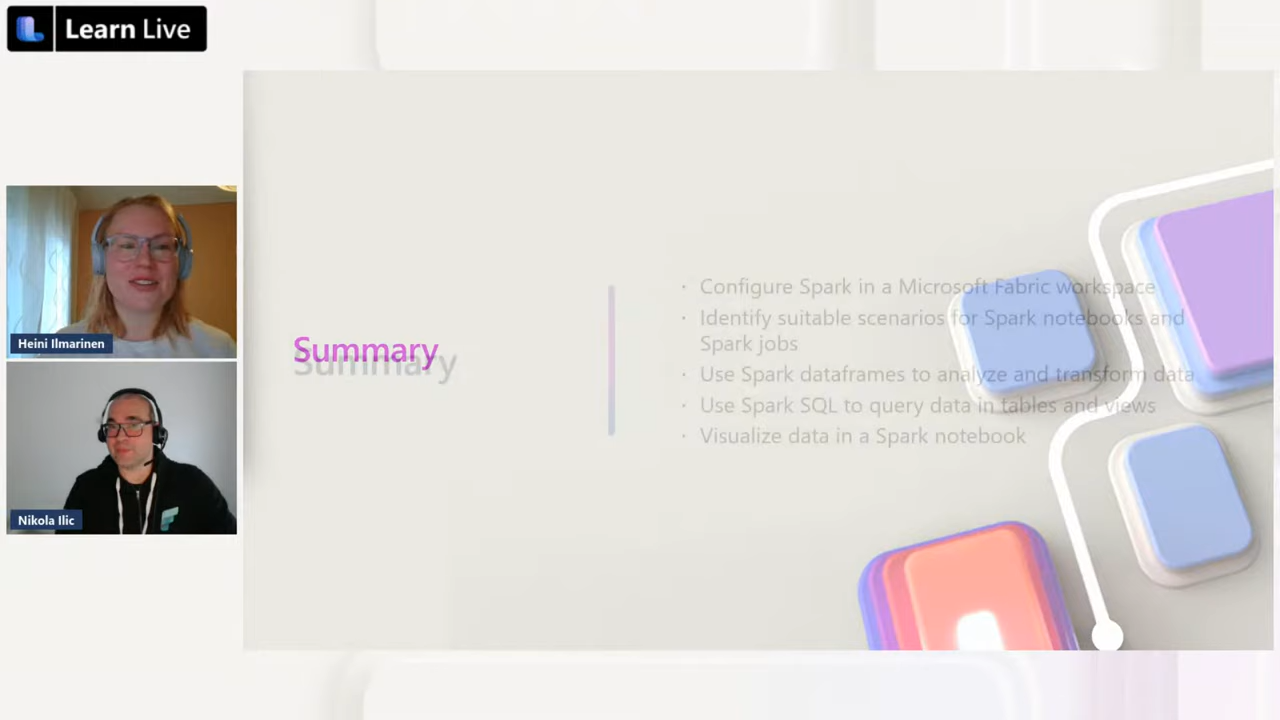 Learn Live
Heini Ilmarinen
Nikola Ilic
Summary
Summary
• Configure Spark in a Microsoft Fabric workspace
• Identify suitable scenarios for Spark notebooks and
Spark jobs
• Use Spark dataframes to analyze and transform data
• Use Spark SQL to query data in tables and views
• Visualize data in a Spark notebook